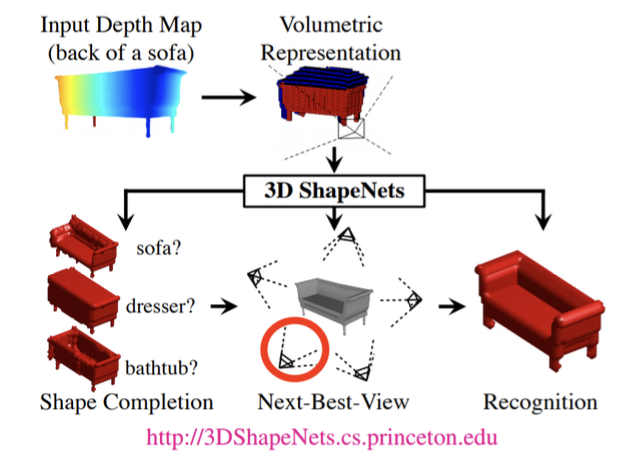 Input Depth Map
(back of a sofa)
Volumetric
Representation
3D ShapeNets
sofa?
dresser?
bathtub?
Shape Completion
Next-Best-View
Recognition
http://3DShapeNets.cs.princeton.edu